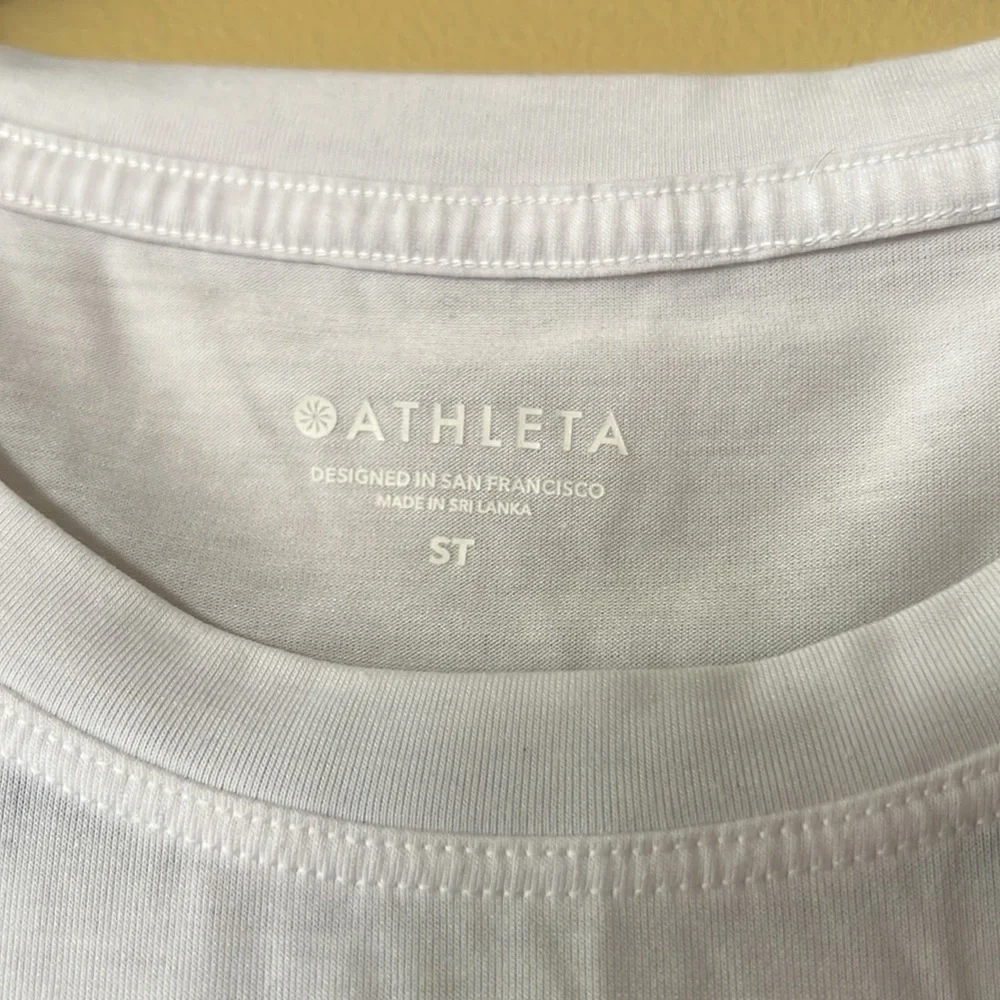 ATHLETA
DESIGNED IN SAN FRANCISCO
MADE IN SRI LANKA
ST